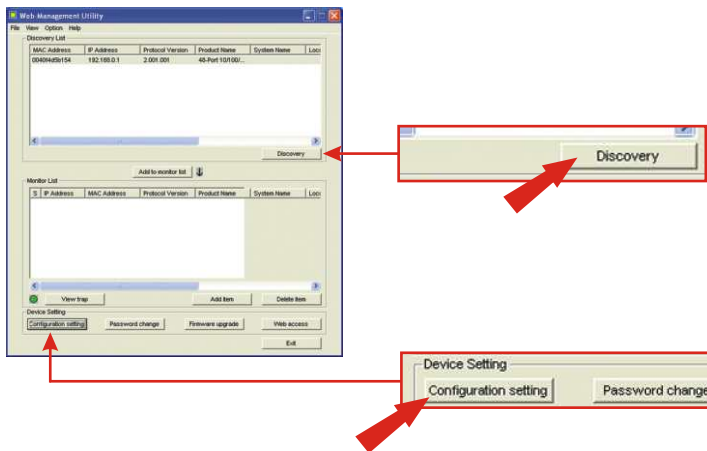 Web-Management Utility
File View Option Help
Discovery List
MAC Address IP Address Protocol Version Product Name System Name Loc
0040f4d5b154 192.168.0.1 2.001.001 48-Port 10/100/...
Discovery
Add to monitor list
Monitor List
S IP Address MAC Address Protocol Version Product Name System Name Loc
View trap Add item Delete item
Device Setting
Configuration setting Password change Firmware upgrade Web access
Exit
Discovery
Device Setting
Configuration setting Password change